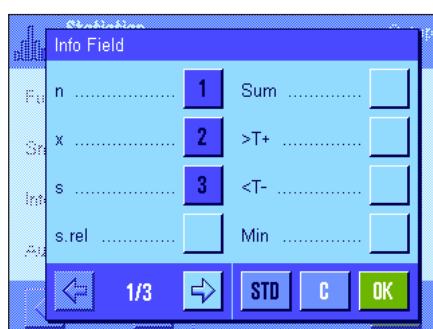 Statistics
Info Field
n .................. 1
x .................. 2
s .................. 3
s.rel .............
Sum .............
>T+ ...............
<T- ...............
Min ..............
1/3
STD
C
OK